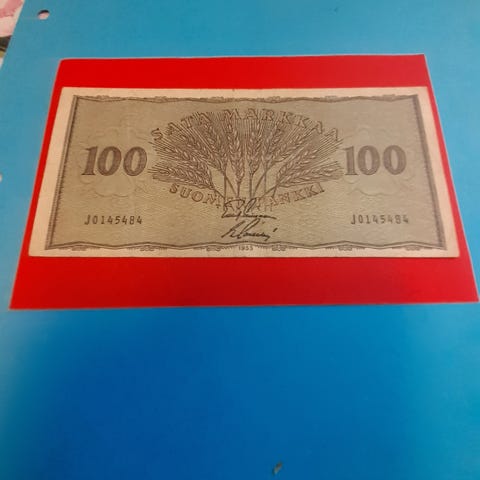 SATA MARKKAA
100 100
SUOMEN PANKKI
J0145484 J0145484
1955